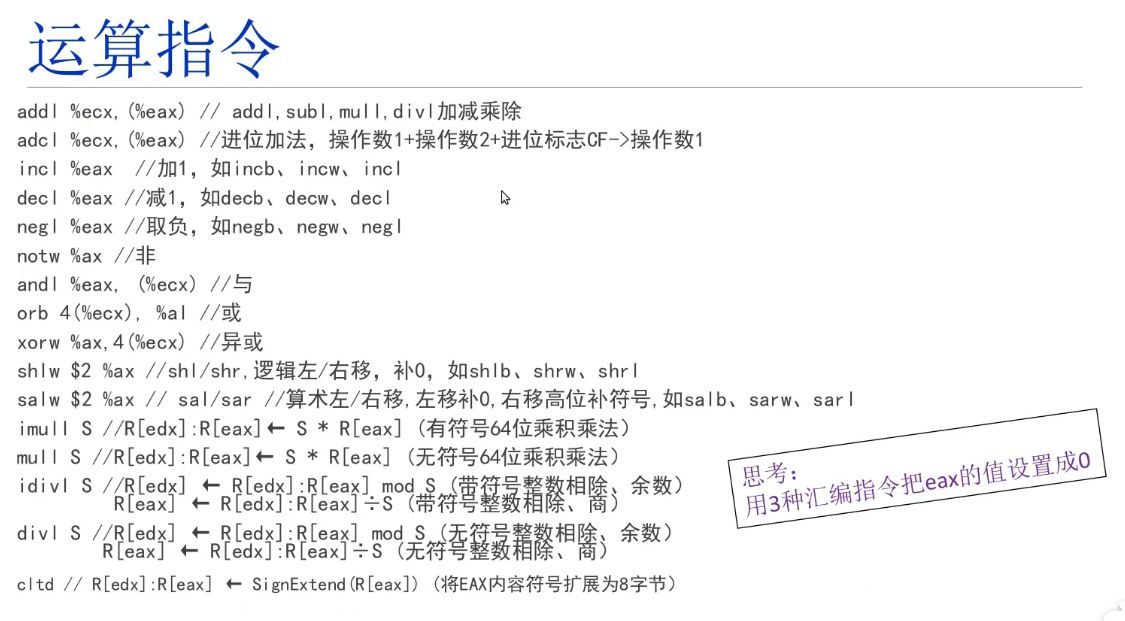 运算指令
addl %ecx,(%eax) // addl,subl,mull,divl加减乘除
adcl %ecx,(%eax) //进位加法，操作数1+操作数2+进位标志CF->操作数1
incl %eax //加1，如incb、incw、incl
decl %eax //减1，如decb、decw、decl
negl %eax //取负，如negb、negw、negl
notw %ax //非
andl %eax, (%ecx) //与
orb 4(%ecx), %al //或
xorw %ax,4(%ecx) //异或
shlw $2 %ax //shl/shr,逻辑左/右移，补0，如shlb、shrw、shrl
salw $2 %ax // sal/sar //算术左/右移,左移补0,右移高位补符号,如salb、sarw、sarl
imull S //R[edx]:R[eax]← S * R[eax]（有符号64位乘积乘法）
mull S //R[edx]:R[eax]← S * R[eax]（无符号64位乘积乘法）
idivl S //R[edx] ← R[edx]:R[eax] mod S（带符号整数相除、余数）
R[eax] ← R[edx]:R[eax]÷S（带符号整数相除、商）
divl S //R[edx] ← R[edx]:R[eax] mod S（无符号整数相除、余数）
R[eax] ← R[edx]:R[eax]÷S（无符号整数相除、商）
cltd // R[edx]:R[eax] ← SignExtend(R[eax])（将EAX内容符号扩展为8字节）
思考：
用3种汇编指令把eax的值设置成0